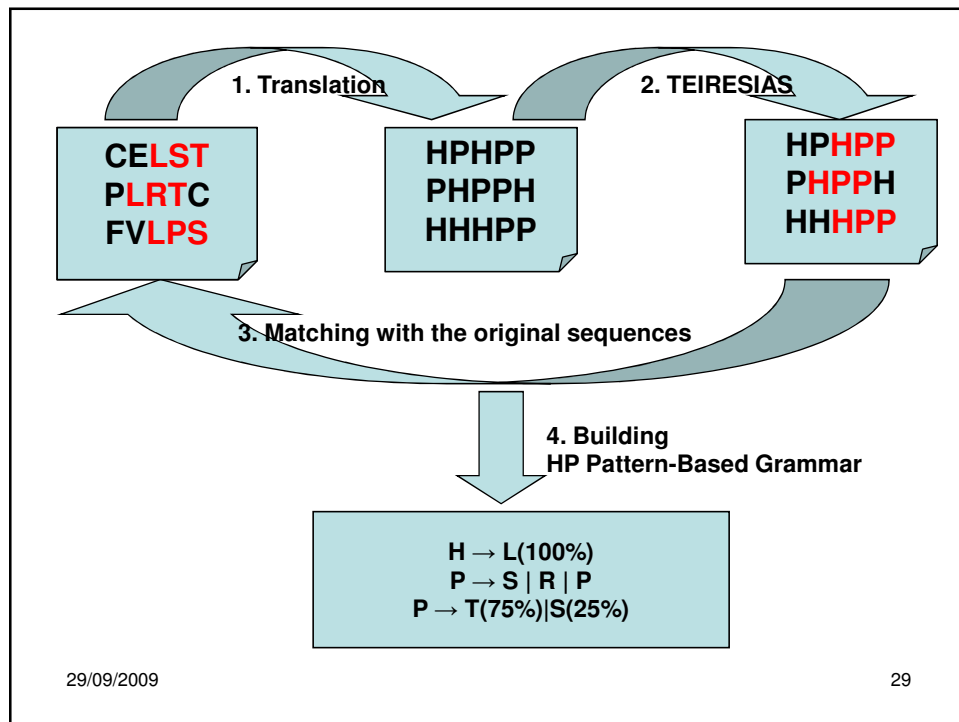 1. Translation
2. TEIRESIAS
CELST
PLRTC
FVLPS
HPHPP
PHPPH
HHHPP
HPHPP
PHPPH
HHHPP
3. Matching with the original sequences
4. Building
HP Pattern-Based Grammar
H → L(100%)
P → S | R | P
P → T(75%)|S(25%)
29/09/2009
29